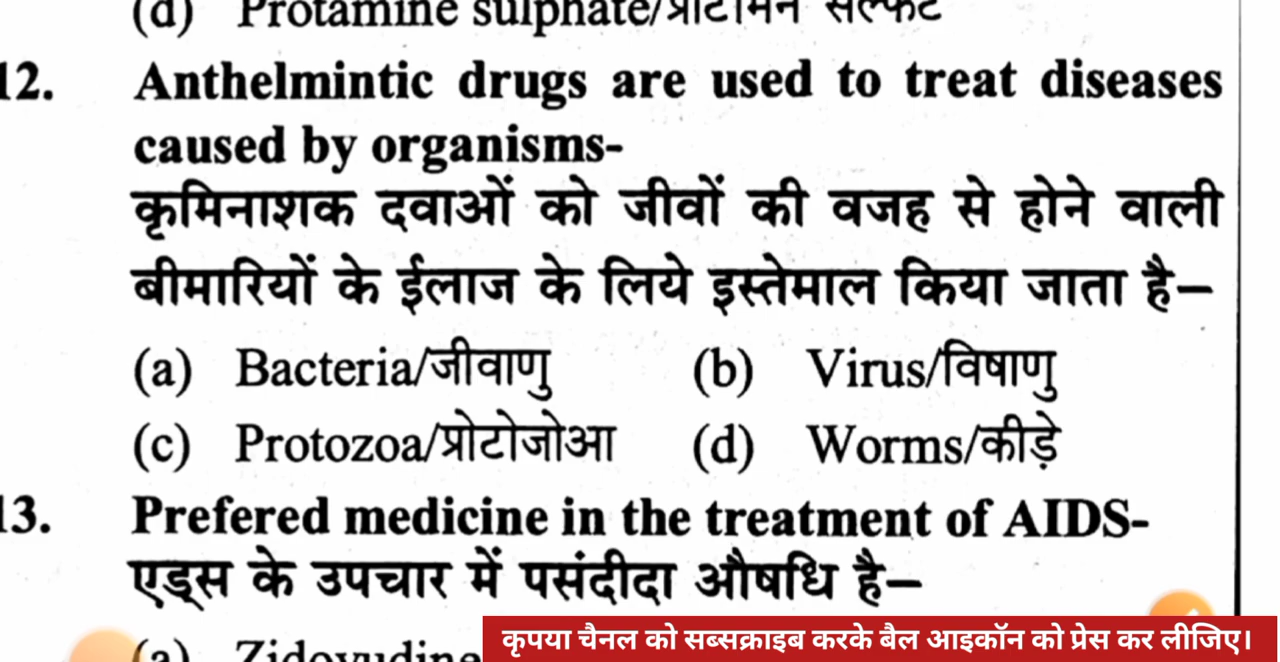 (d) Protamine sulphate/प्रोटामिन सल्फेट
12. Anthelmintic drugs are used to treat diseases
caused by organisms-
कृमिनाशक दवाओं को जीवों की वजह से होने वाली
बीमारियों के ईलाज के लिये इस्तेमाल किया जाता है–
(a) Bacteria/जीवाणु (b) Virus/विषाणु
(c) Protozoa/प्रोटोजोआ (d) Worms/कीड़े
13. Prefered medicine in the treatment of AIDS-
एड्स के उपचार में पसंदीदा औषधि है–
(a) Zidovudine
कृपया चैनल को सब्सक्राइब करके बैल आइकॉन को प्रेस कर लीजिए।